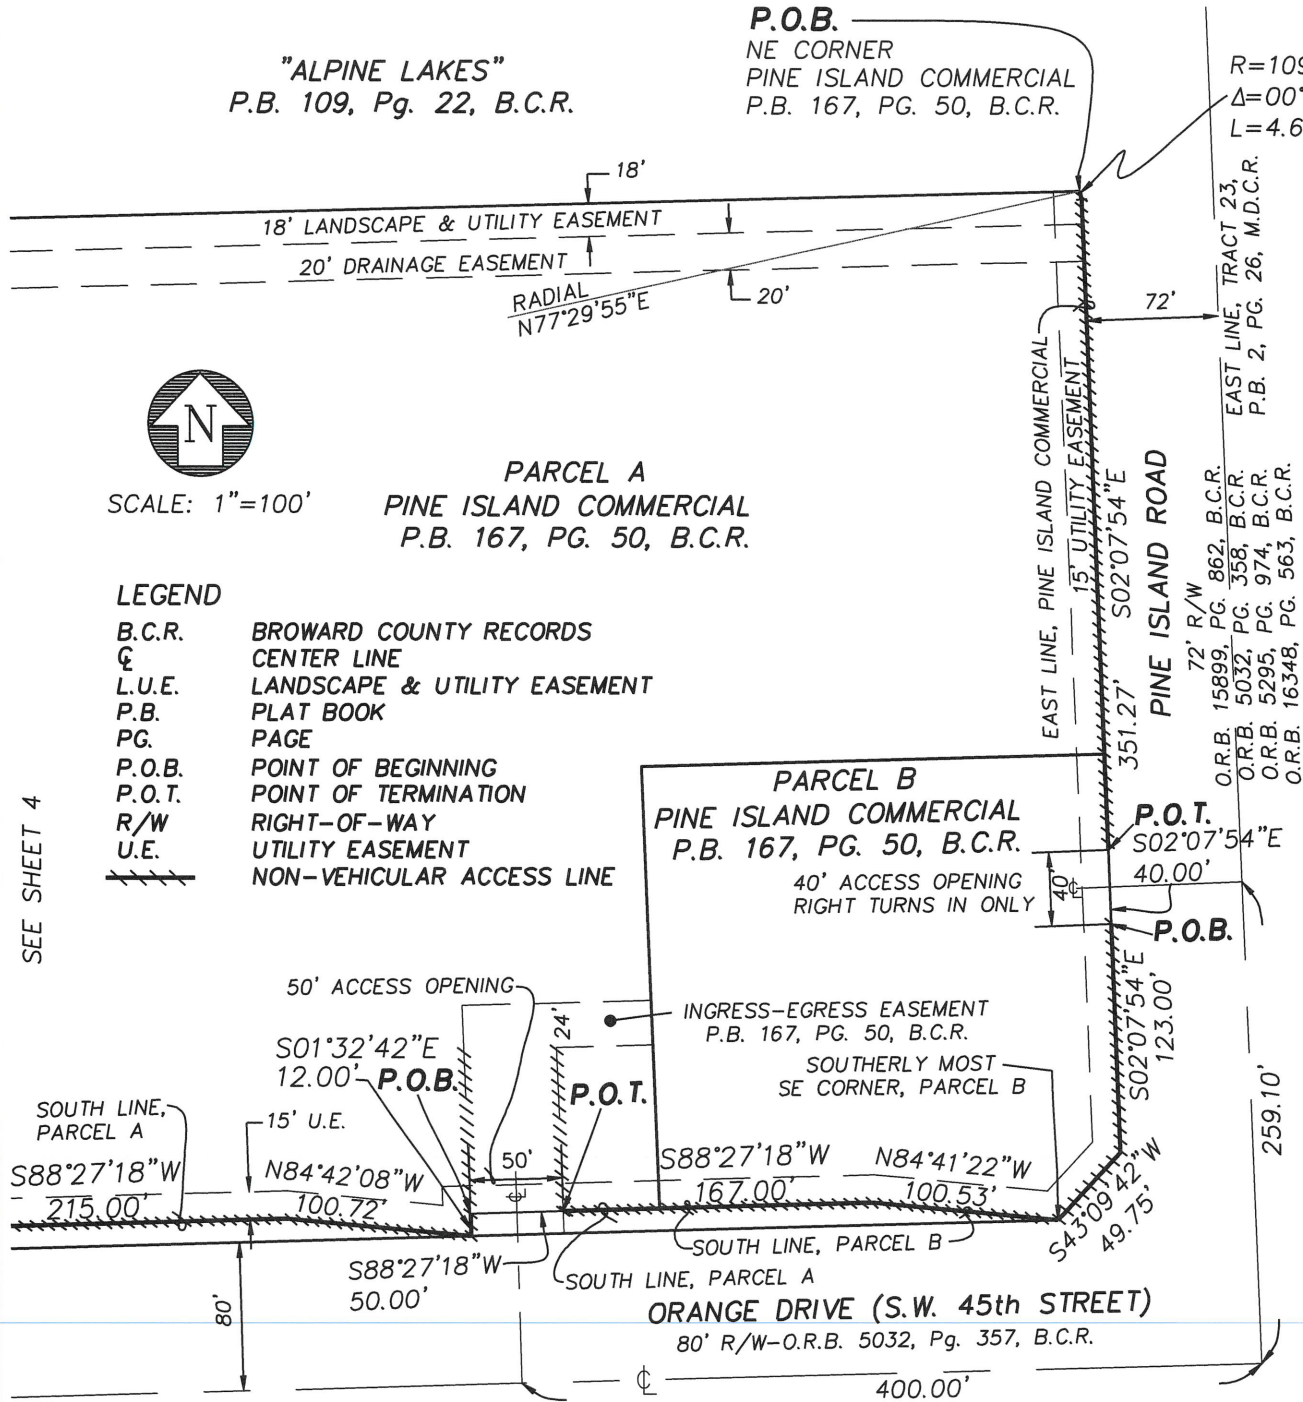 P.O.B.
NE CORNER
PINE ISLAND COMMERCIAL
P.B. 167, PG. 50, B.C.R.
"ALPINE LAKES"
P.B. 109, Pg. 22, B.C.R.
R=109
Δ=00°
L=4.6
18'
18' LANDSCAPE & UTILITY EASEMENT
20' DRAINAGE EASEMENT
RADIAL
N77°29'55"E
20'
72'
EAST LINE, TRACT 23,
P.B. 2, PG. 26, M.D.C.R.
N
SCALE: 1"=100'
PARCEL A
PINE ISLAND COMMERCIAL
P.B. 167, PG. 50, B.C.R.
EAST LINE, PINE ISLAND COMMERCIAL
15' UTILITY EASEMENT
S02°07'54"E
351.27'
PINE ISLAND ROAD
72' R/W
O.R.B. 15899, PG. 862, B.C.R.
O.R.B. 5032, PG. 358, B.C.R.
O.R.B. 5295, PG. 974, B.C.R.
O.R.B. 16348, PG. 563, B.C.R.
LEGEND
B.C.R. BROWARD COUNTY RECORDS
℄ CENTER LINE
L.U.E. LANDSCAPE & UTILITY EASEMENT
P.B. PLAT BOOK
PG. PAGE
P.O.B. POINT OF BEGINNING
P.O.T. POINT OF TERMINATION
R/W RIGHT-OF-WAY
U.E. UTILITY EASEMENT
NON-VEHICULAR ACCESS LINE
SEE SHEET 4
PARCEL B
PINE ISLAND COMMERCIAL
P.B. 167, PG. 50, B.C.R.
P.O.T.
S02°07'54"E
40.00'
40' ACCESS OPENING
RIGHT TURNS IN ONLY
40'
℄
P.O.B.
S02°07'54"E
123.00'
259.10'
50' ACCESS OPENING
24'
INGRESS-EGRESS EASEMENT
P.B. 167, PG. 50, B.C.R.
S01°32'42"E
12.00'
P.O.B.
P.O.T.
SOUTHERLY MOST
SE CORNER, PARCEL B
SOUTH LINE,
PARCEL A
15' U.E.
S88°27'18"W
215.00'
N84°42'08"W
100.72'
50'
℄
S88°27'18"W
167.00'
N84°41'22"W
100.53'
S43°09'42"W
49.75'
SOUTH LINE, PARCEL B
S88°27'18"W
50.00'
SOUTH LINE, PARCEL A
80'
ORANGE DRIVE (S.W. 45th STREET)
80' R/W-O.R.B. 5032, Pg. 357, B.C.R.
℄
400.00'